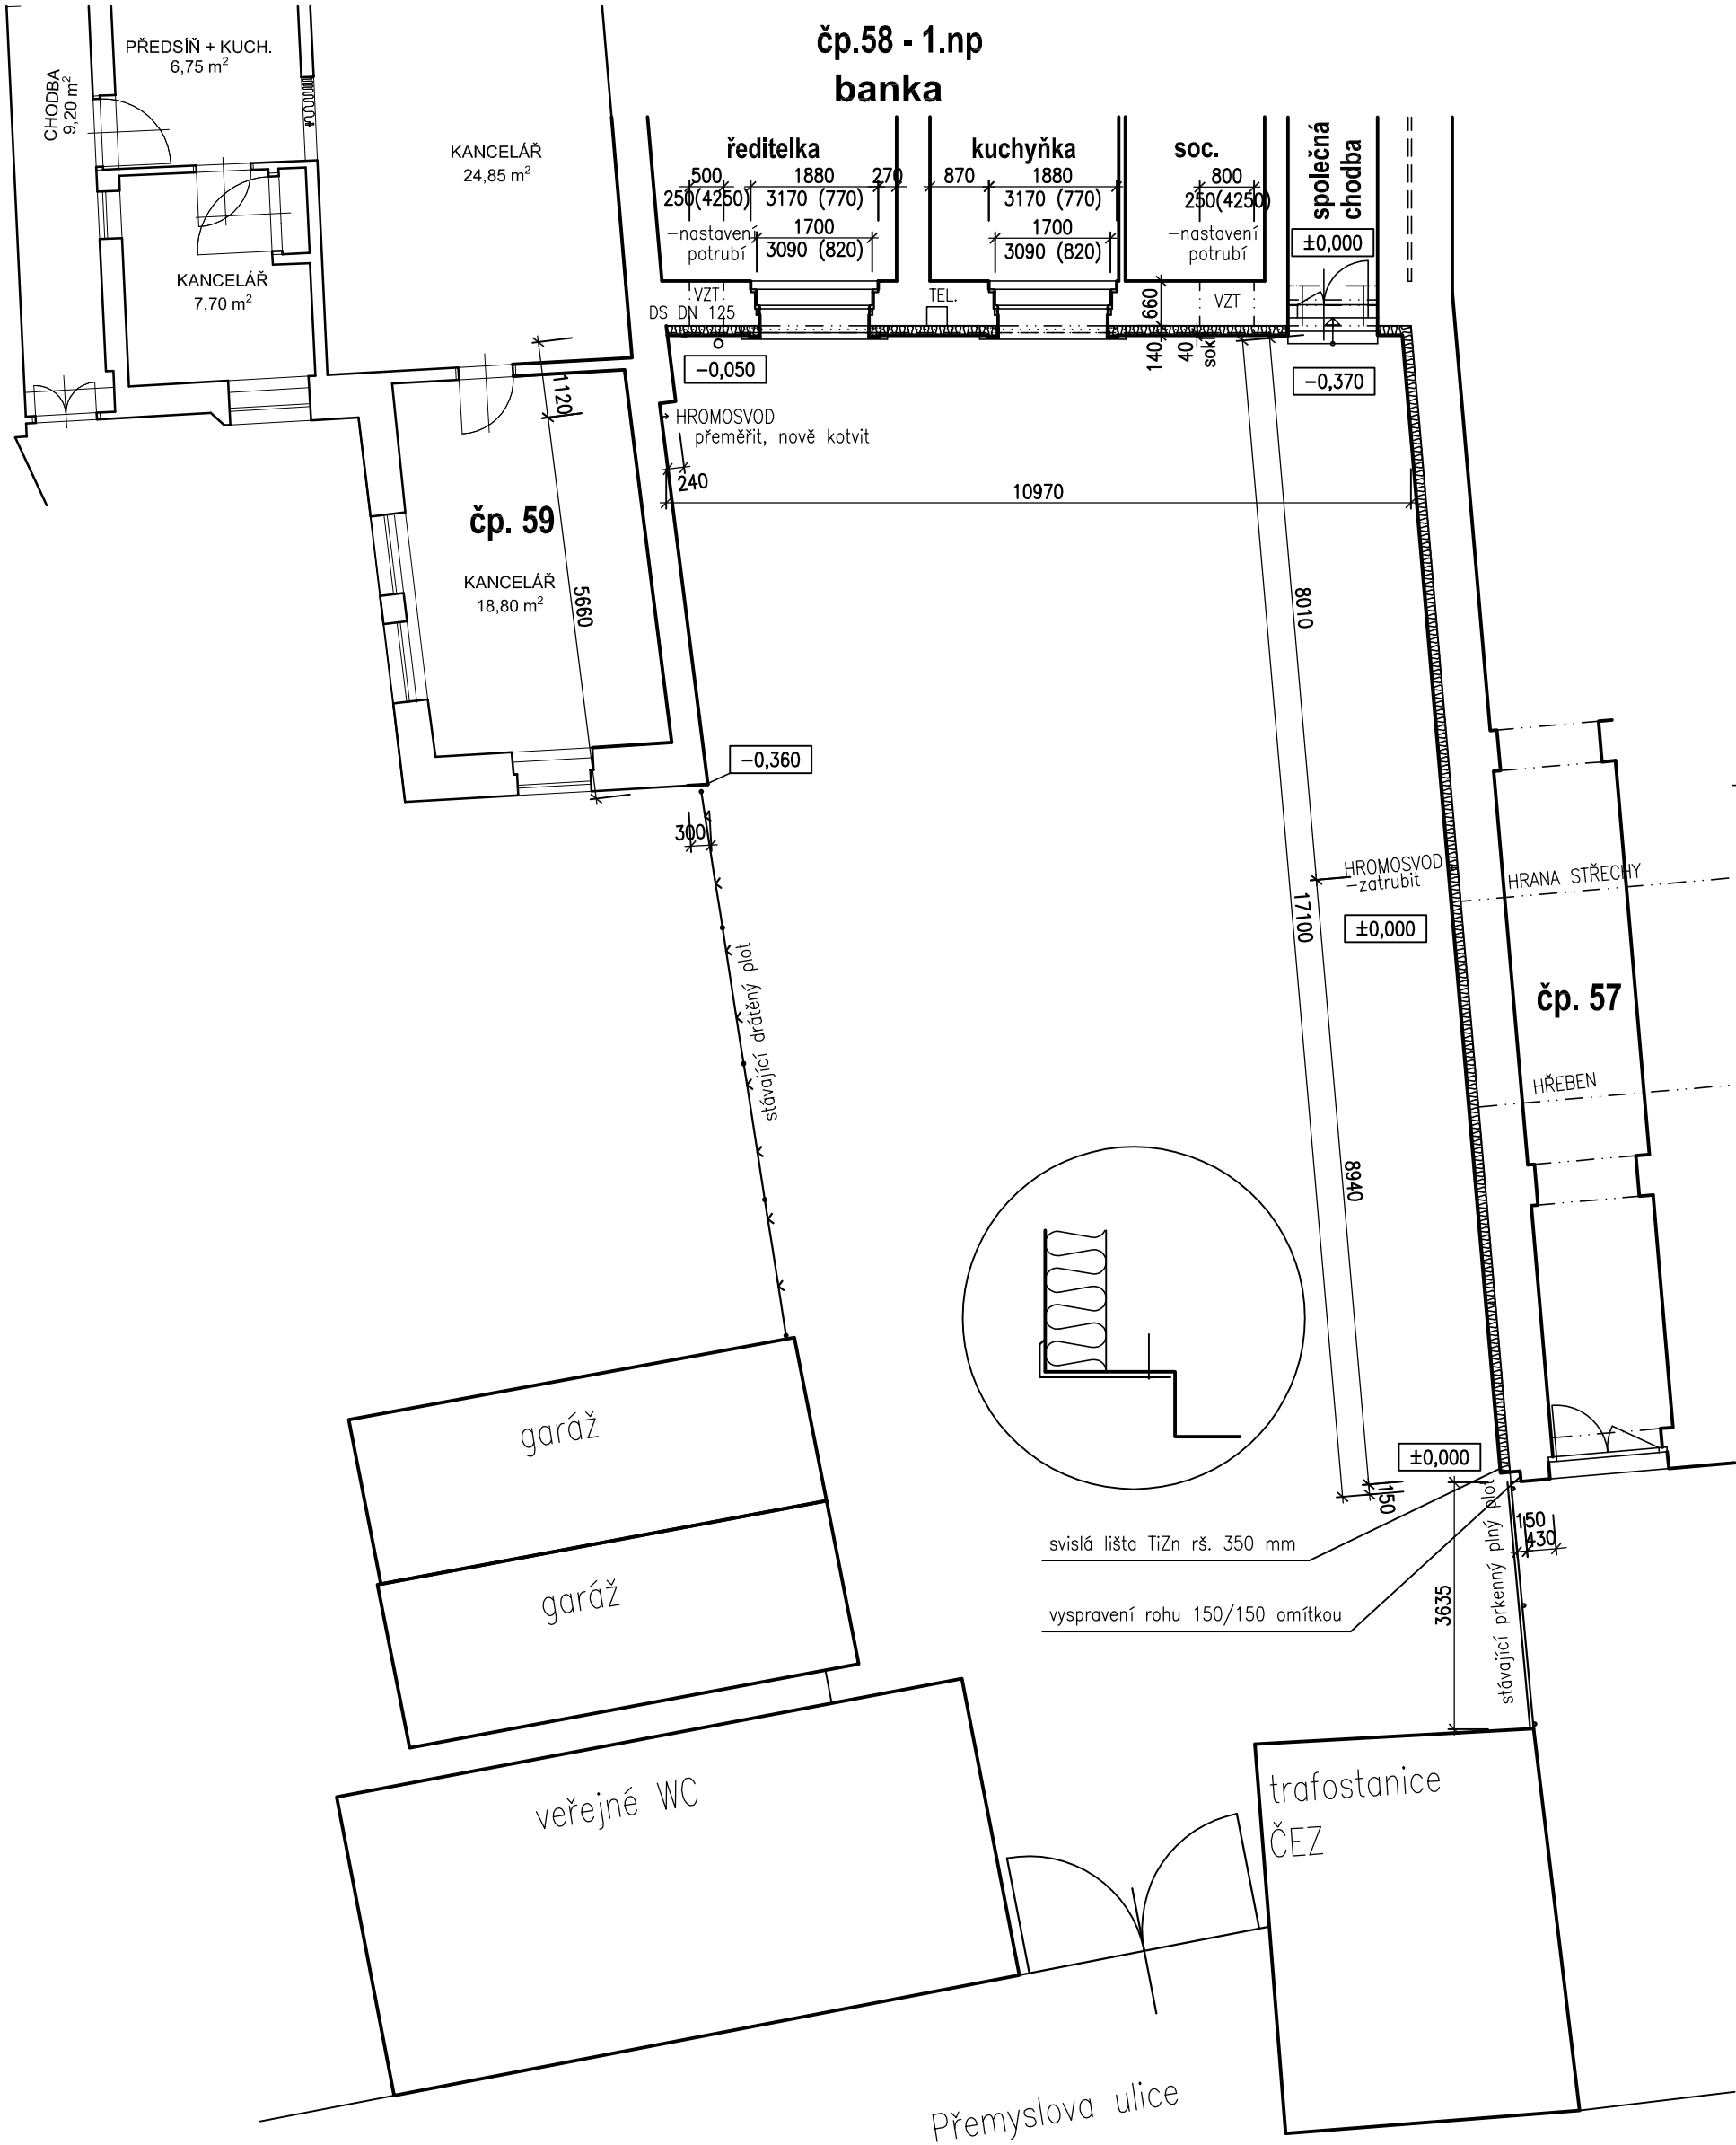 čp.58 - 1.np
banka
PŘEDSÍŇ + KUCH.
6,75 m²
CHODBA
9,20 m²
KANCELÁŘ
24,85 m²
KANCELÁŘ
7,70 m²
ředitelka
500
1880
270
250(4250)
3170 (770)
1700
3090 (820)
-nastavení
potrubí
VZT
DS DN 125
kuchyňka
870
1880
3170 (770)
1700
3090 (820)
TEL.
soc.
800
250(4250)
-nastavení
potrubí
VZT
660
140
40
sokl
společná
chodba
±0,000
-0,050
-0,370
1120
HROMOSVOD
přeměřit, nově kotvit
240
10970
čp. 59
KANCELÁŘ
18,80 m²
5660
8010
-0,360
300
HROMOSVOD
-zatrubit
17100
±0,000
HRANA STŘECHY
stávající drátěný plot
čp. 57
HŘEBEN
8940
garáž
garáž
±0,000
150
svislá lišta TiZn rš. 350 mm
150
430
vyspravení rohu 150/150 omítkou
3635
stávající prkenný plný plot
veřejné WC
trafostanice
ČEZ
Přemyslova ulice